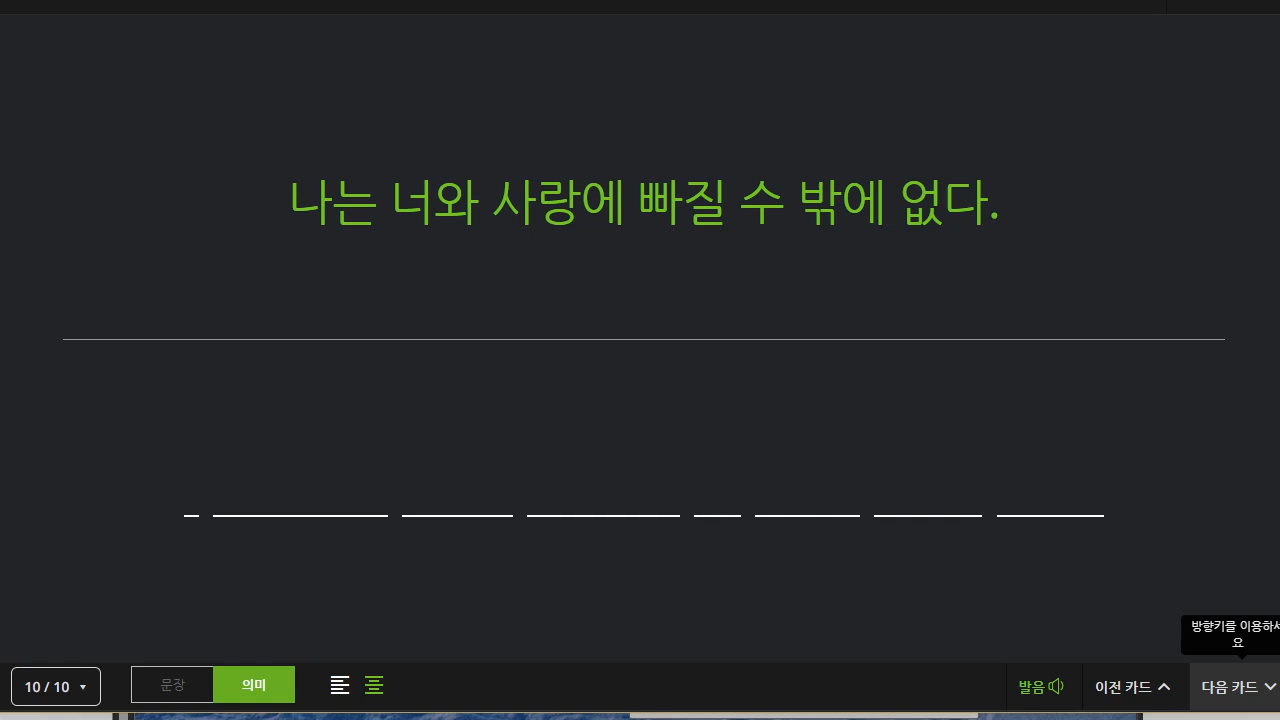 나는 너와 사랑에 빠질 수 밖에 없다.
방향키를 이용하세
요
10 / 10
문장
의미
발음
이전 카드
다음 카드